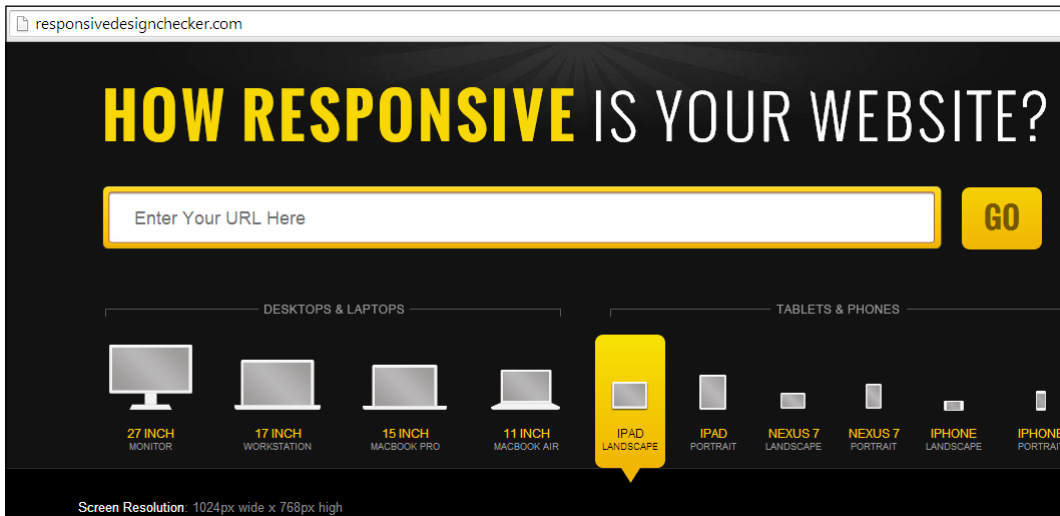 responsivedesignchecker.com
HOW RESPONSIVE IS YOUR WEBSITE?
Enter Your URL Here
GO
DESKTOPS & LAPTOPS
TABLETS & PHONES
27 INCH
MONITOR
17 INCH
WORKSTATION
15 INCH
MACBOOK PRO
11 INCH
MACBOOK AIR
IPAD
LANDSCAPE
IPAD
PORTRAIT
NEXUS 7
LANDSCAPE
NEXUS 7
PORTRAIT
IPHONE
LANDSCAPE
IPHONE
PORTRAI
Screen Resolution: 1024px wide x 768px high